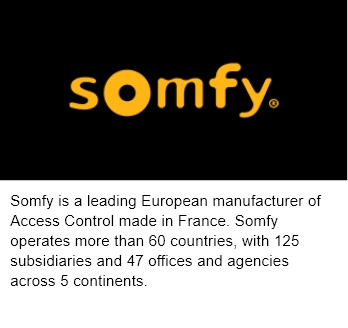 somfy®
Somfy is a leading European manufacturer of
Access Control made in France. Somfy
operates more than 60 countries, with 125
subsidiaries and 47 offices and agencies
across 5 continents.